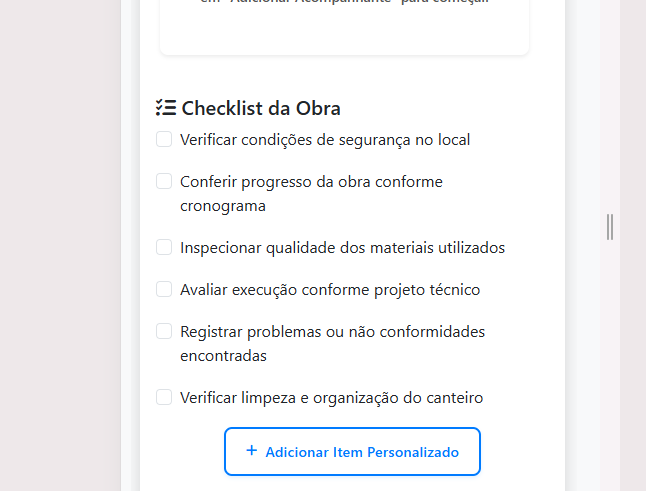 em "Adicionar Acompanhante" para começar.
Checklist da Obra
Verificar condições de segurança no local
Conferir progresso da obra conforme
cronograma
Inspecionar qualidade dos materiais utilizados
Avaliar execução conforme projeto técnico
Registrar problemas ou não conformidades
encontradas
Verificar limpeza e organização do canteiro
+ Adicionar Item Personalizado